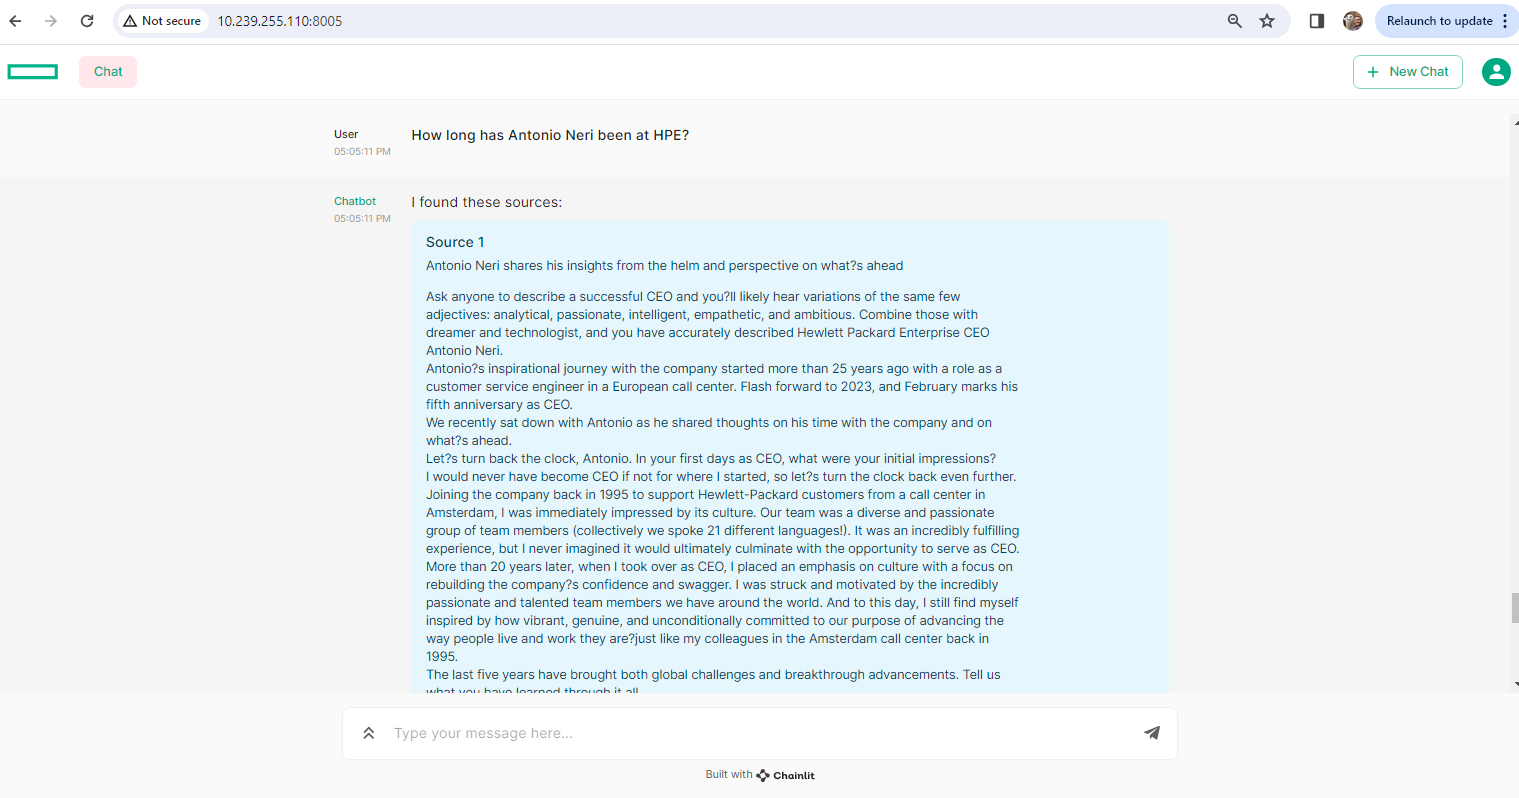 Not secure
10.239.255.110:8005
Relaunch to update
Chat
New Chat
User
05:05:11 PM
How long has Antonio Neri been at HPE?
Chatbot
05:05:11 PM
I found these sources:
Source 1
Antonio Neri shares his insights from the helm and perspective on what?s ahead
Ask anyone to describe a successful CEO and you?ll likely hear variations of the same few
adjectives: analytical, passionate, intelligent, empathetic, and ambitious. Combine those with
dreamer and technologist, and you have accurately described Hewlett Packard Enterprise CEO
Antonio Neri.
Antonio?s inspirational journey with the company started more than 25 years ago with a role as a
customer service engineer in a European call center. Flash forward to 2023, and February marks his
fifth anniversary as CEO.
We recently sat down with Antonio as he shared thoughts on his time with the company and on
what?s ahead.
Let?s turn back the clock, Antonio. In your first days as CEO, what were your initial impressions?
I would never have become CEO if not for where I started, so let?s turn the clock back even further.
Joining the company back in 1995 to support Hewlett-Packard customers from a call center in
Amsterdam, I was immediately impressed by its culture. Our team was a diverse and passionate
group of team members (collectively we spoke 21 different languages!). It was an incredibly fulfilling
experience, but I never imagined it would ultimately culminate with the opportunity to serve as CEO.
More than 20 years later, when I took over as CEO, I placed an emphasis on culture with a focus on
rebuilding the company?s confidence and swagger. I was struck and motivated by the incredibly
passionate and talented team members we have around the world. And to this day, I still find myself
inspired by how vibrant, genuine, and unconditionally committed to our purpose of advancing the
way people live and work they are?just like my colleagues in the Amsterdam call center back in
1995.
The last five years have brought both global challenges and breakthrough advancements. Tell us
what you have learned through it all.
Type your message here...
Built with Chainlit